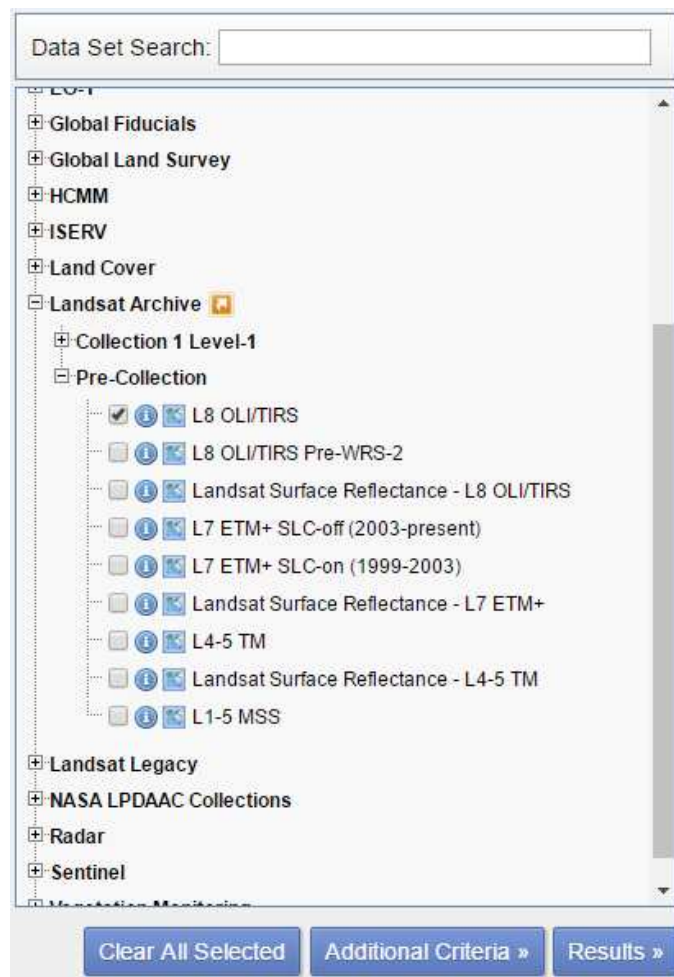 Data Set Search:
EO-1
Global Fiducials
Global Land Survey
HCMM
ISERV
Land Cover
Landsat Archive
Collection 1 Level-1
Pre-Collection
L8 OLI/TIRS
L8 OLI/TIRS Pre-WRS-2
Landsat Surface Reflectance - L8 OLI/TIRS
L7 ETM+ SLC-off (2003-present)
L7 ETM+ SLC-on (1999-2003)
Landsat Surface Reflectance - L7 ETM+
L4-5 TM
Landsat Surface Reflectance - L4-5 TM
L1-5 MSS
Landsat Legacy
NASA LPDAAC Collections
Radar
Sentinel
Vegetation Monitoring
Clear All Selected Additional Criteria » Results »